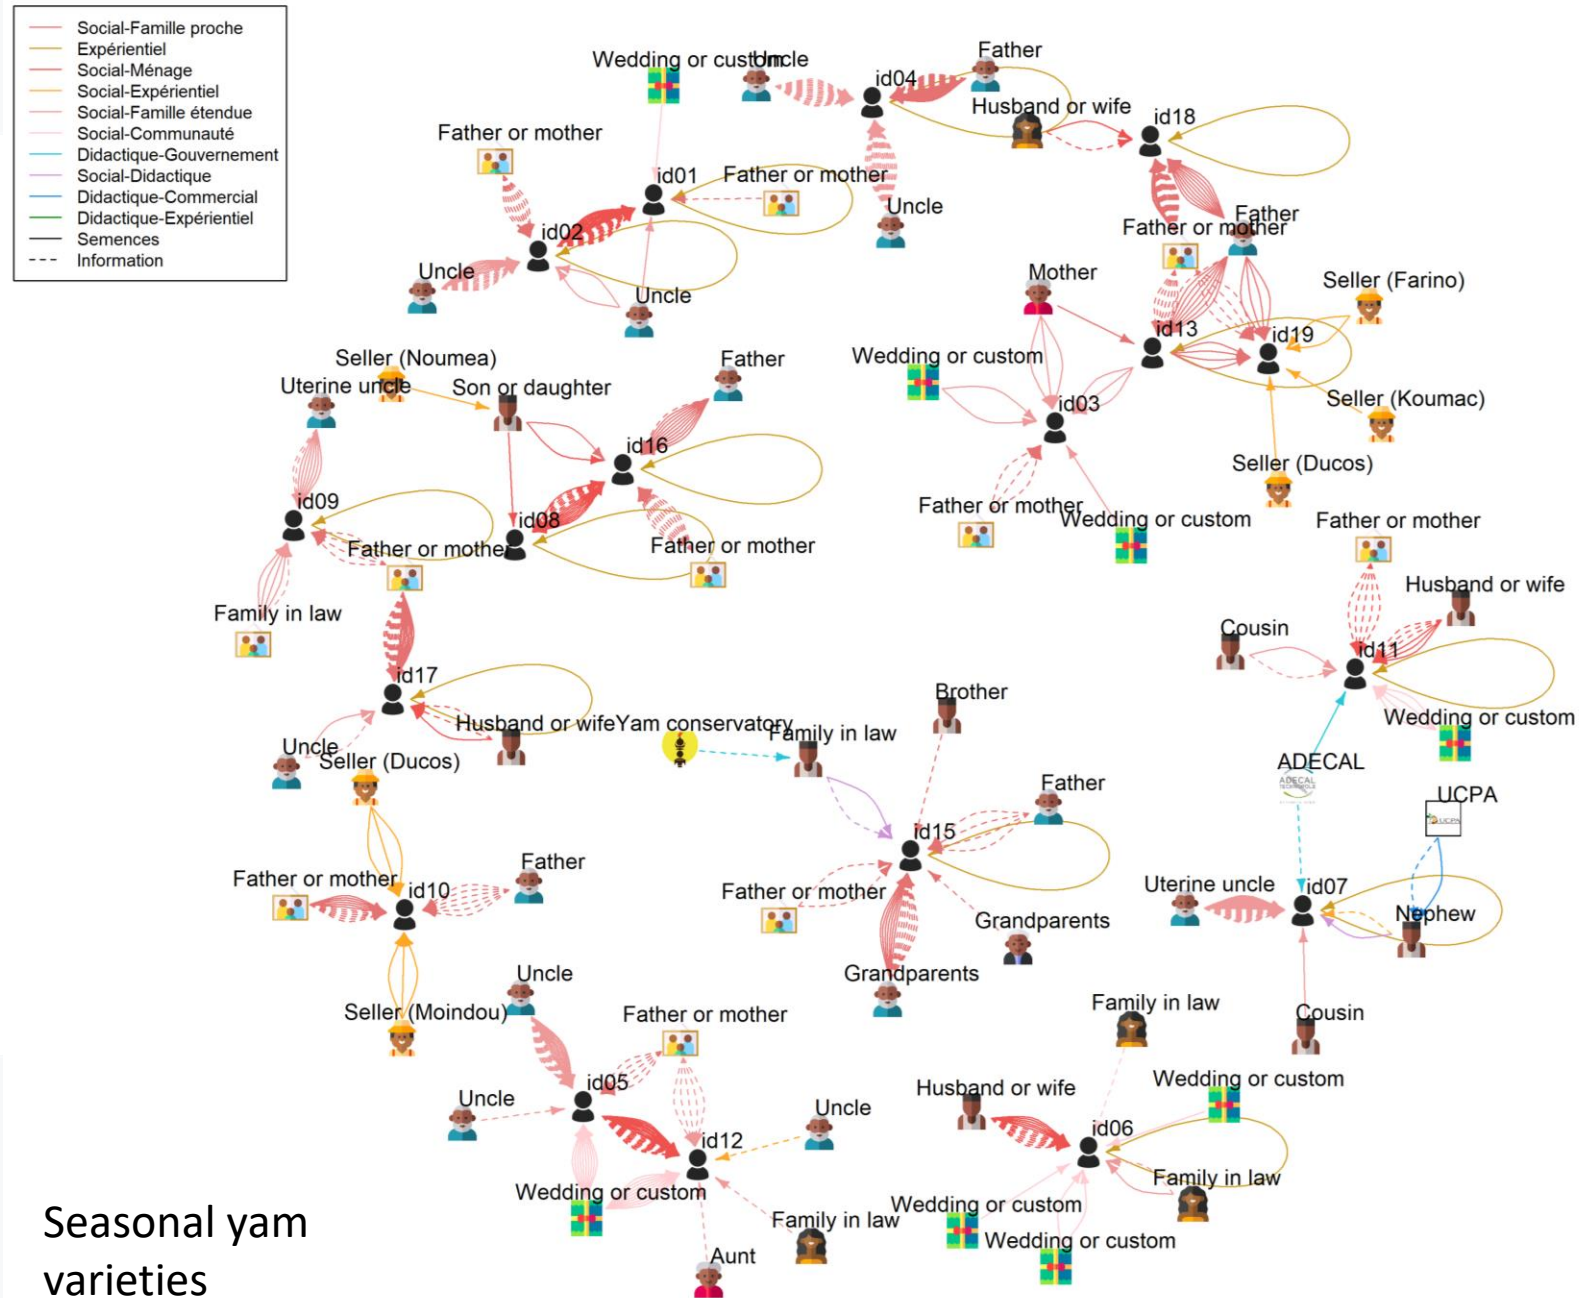 Social-Famille proche
Expérientiel
Social-Ménage
Social-Expérientiel
Social-Famille étendue
Social-Communauté
Didactique-Gouvernement
Social-Didactique
Didactique-Commercial
Didactique-Expérientiel
Semences
Information
Wedding or custom
Uncle
id04
Father
Husband or wife
id18
Father or mother
id01
Father or mother
id02
Uncle
Uncle
Uncle
Father
Father or mother
Mother
Seller (Farino)
id13
id19
Wedding or custom
id03
Seller (Koumac)
Seller (Ducos)
Father or mother
Wedding or custom
Seller (Noumea)
Uterine uncle
Son or daughter
Father
id16
id09
id08
Father or mother
Father or mother
Family in law
id17
Uncle
Husband or wife
Yam conservatory
Family in law
Brother
Father or mother
Husband or wife
Cousin
id11
Wedding or custom
ADECAL
ADECAL
UCPA
UCPA
Seller (Ducos)
Father or mother
id10
Father
Seller (Moindou)
Father
id15
Father or mother
Grandparents
Grandparents
Uterine uncle
id07
Nephew
Cousin
Uncle
Father or mother
id05
Uncle
Uncle
id12
Wedding or custom
Family in law
Aunt
Family in law
Husband or wife
Wedding or custom
id06
Family in law
Wedding or custom
Wedding or custom
Seasonal yam
varieties